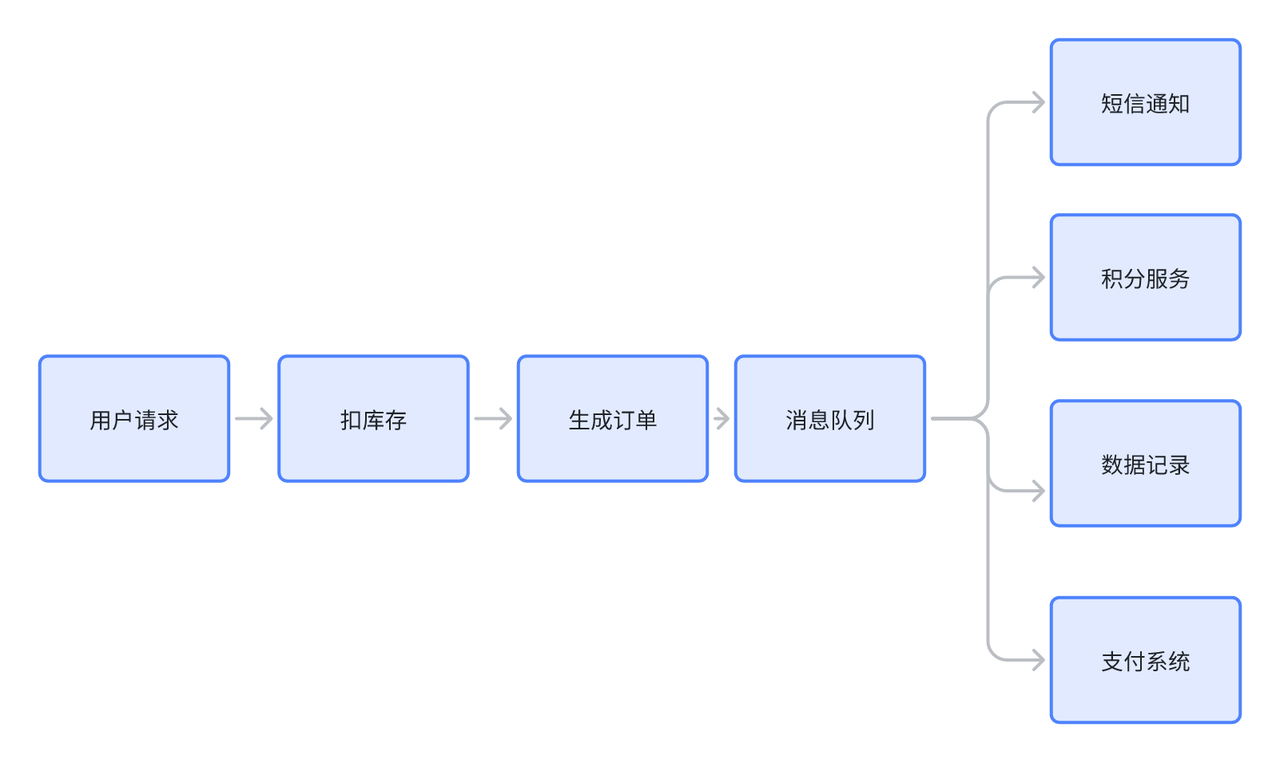 用户请求
扣库存
生成订单
消息队列
短信通知
积分服务
数据记录
支付系统